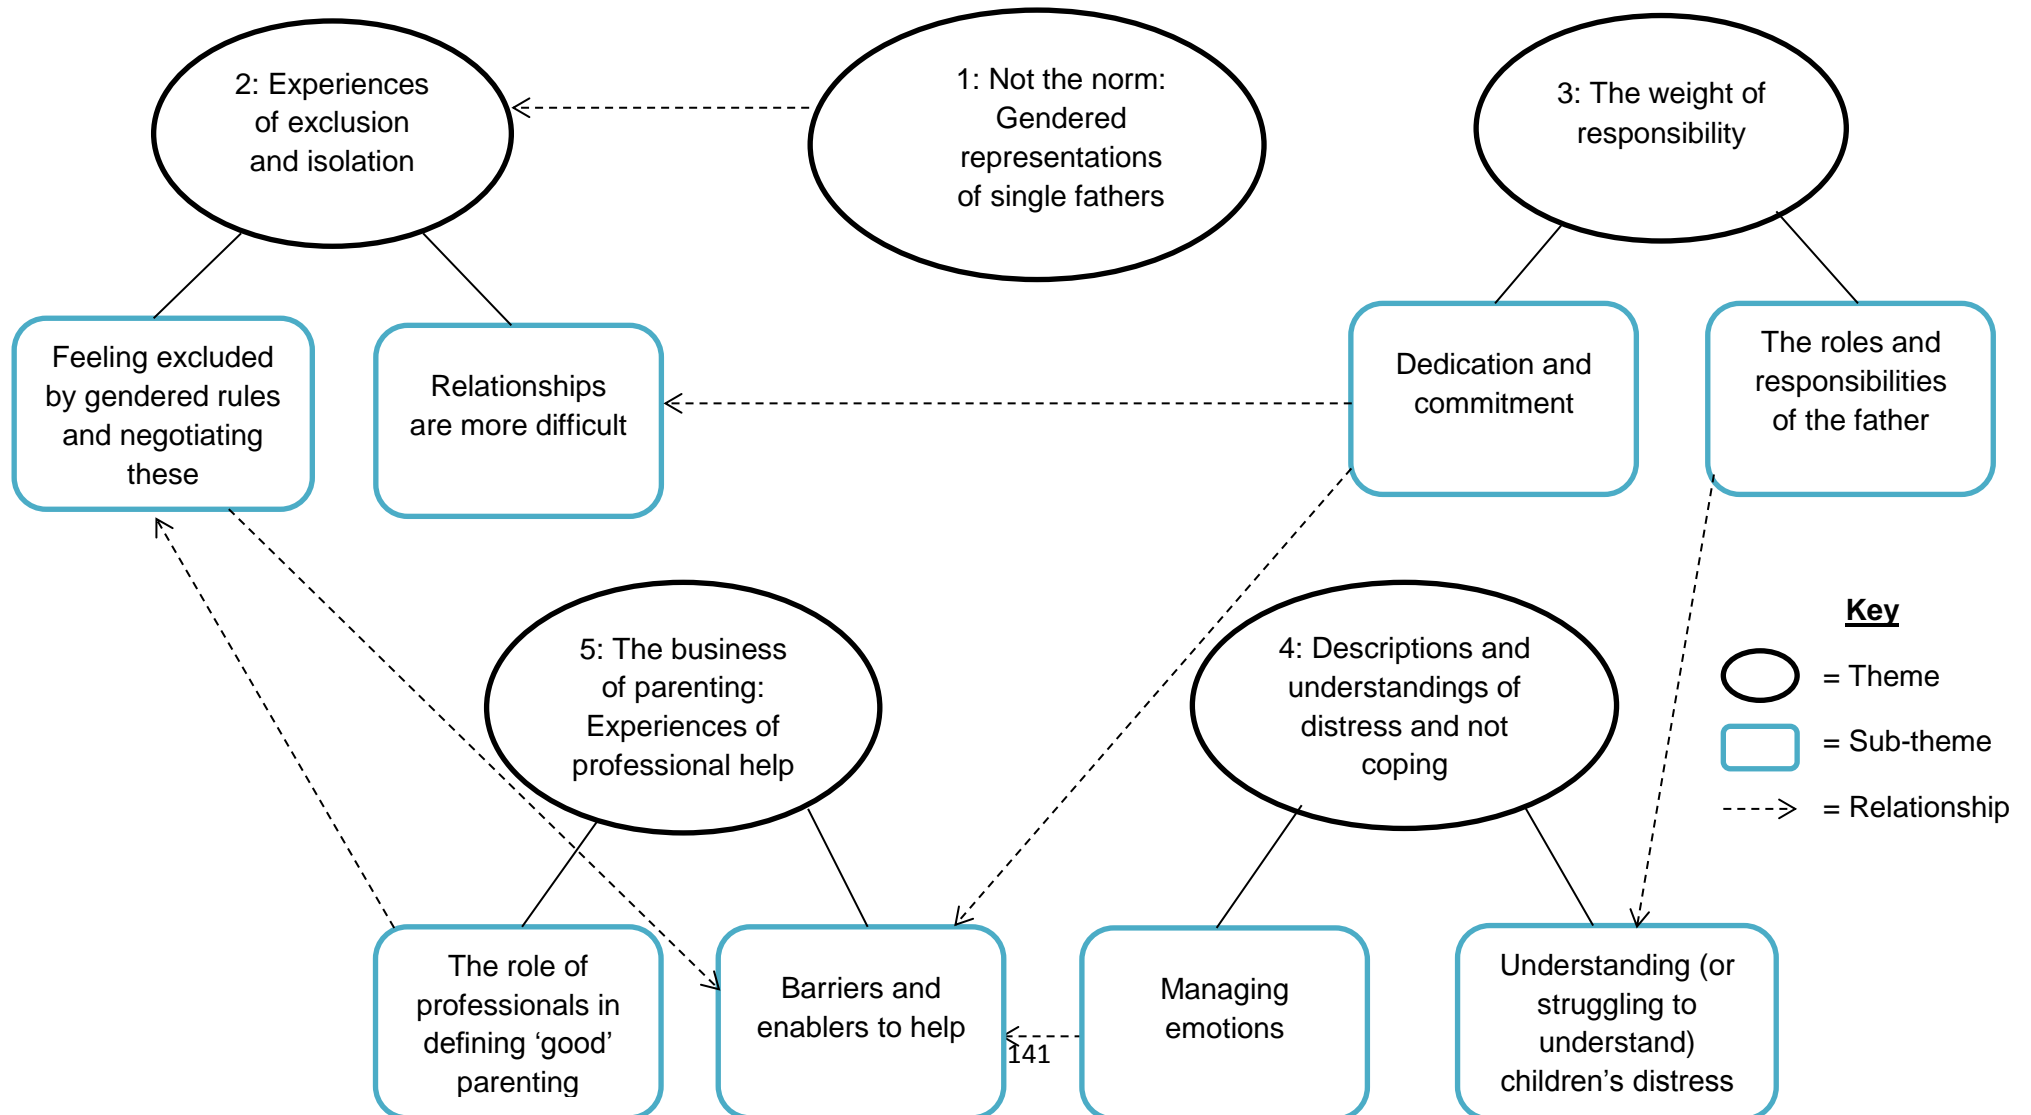 2: Experiences
of exclusion
and isolation
1: Not the norm:
Gendered
representations
of single fathers
3: The weight of
responsibility
Feeling excluded
by gendered rules
and negotiating
these
Relationships
are more difficult
Dedication and
commitment
The roles and
responsibilities
of the father
5: The business
of parenting:
Experiences of
professional help
4: Descriptions and
understandings of
distress and not
coping
Key
= Theme
= Sub-theme
= Relationship
The role of
professionals in
defining ‘good’
parenting
Barriers and
enablers to help
Managing
emotions
Understanding (or
struggling to
understand)
children’s distress
141